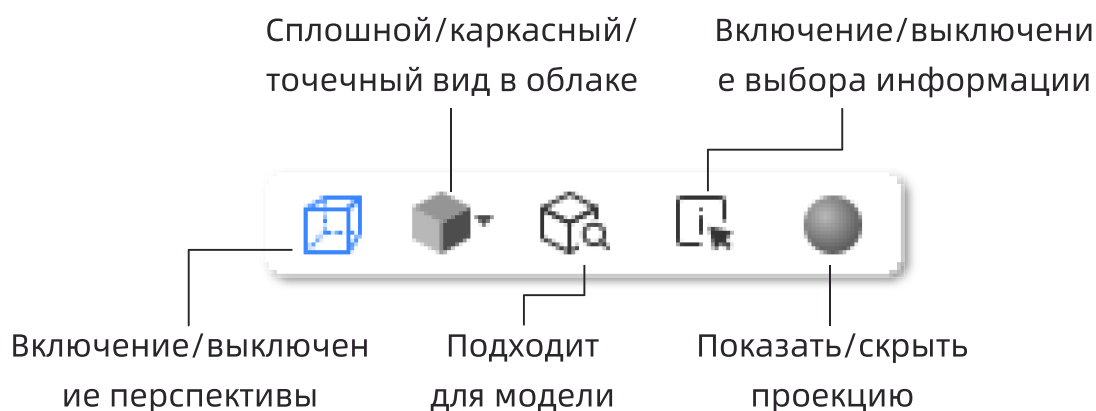 Сплошной/каркасный/
точечный вид в облаке
Включение/выключени
е выбора информации
Включение/выключен
ие перспективы
Подходит
для модели
Показать/скрыть
проекцию